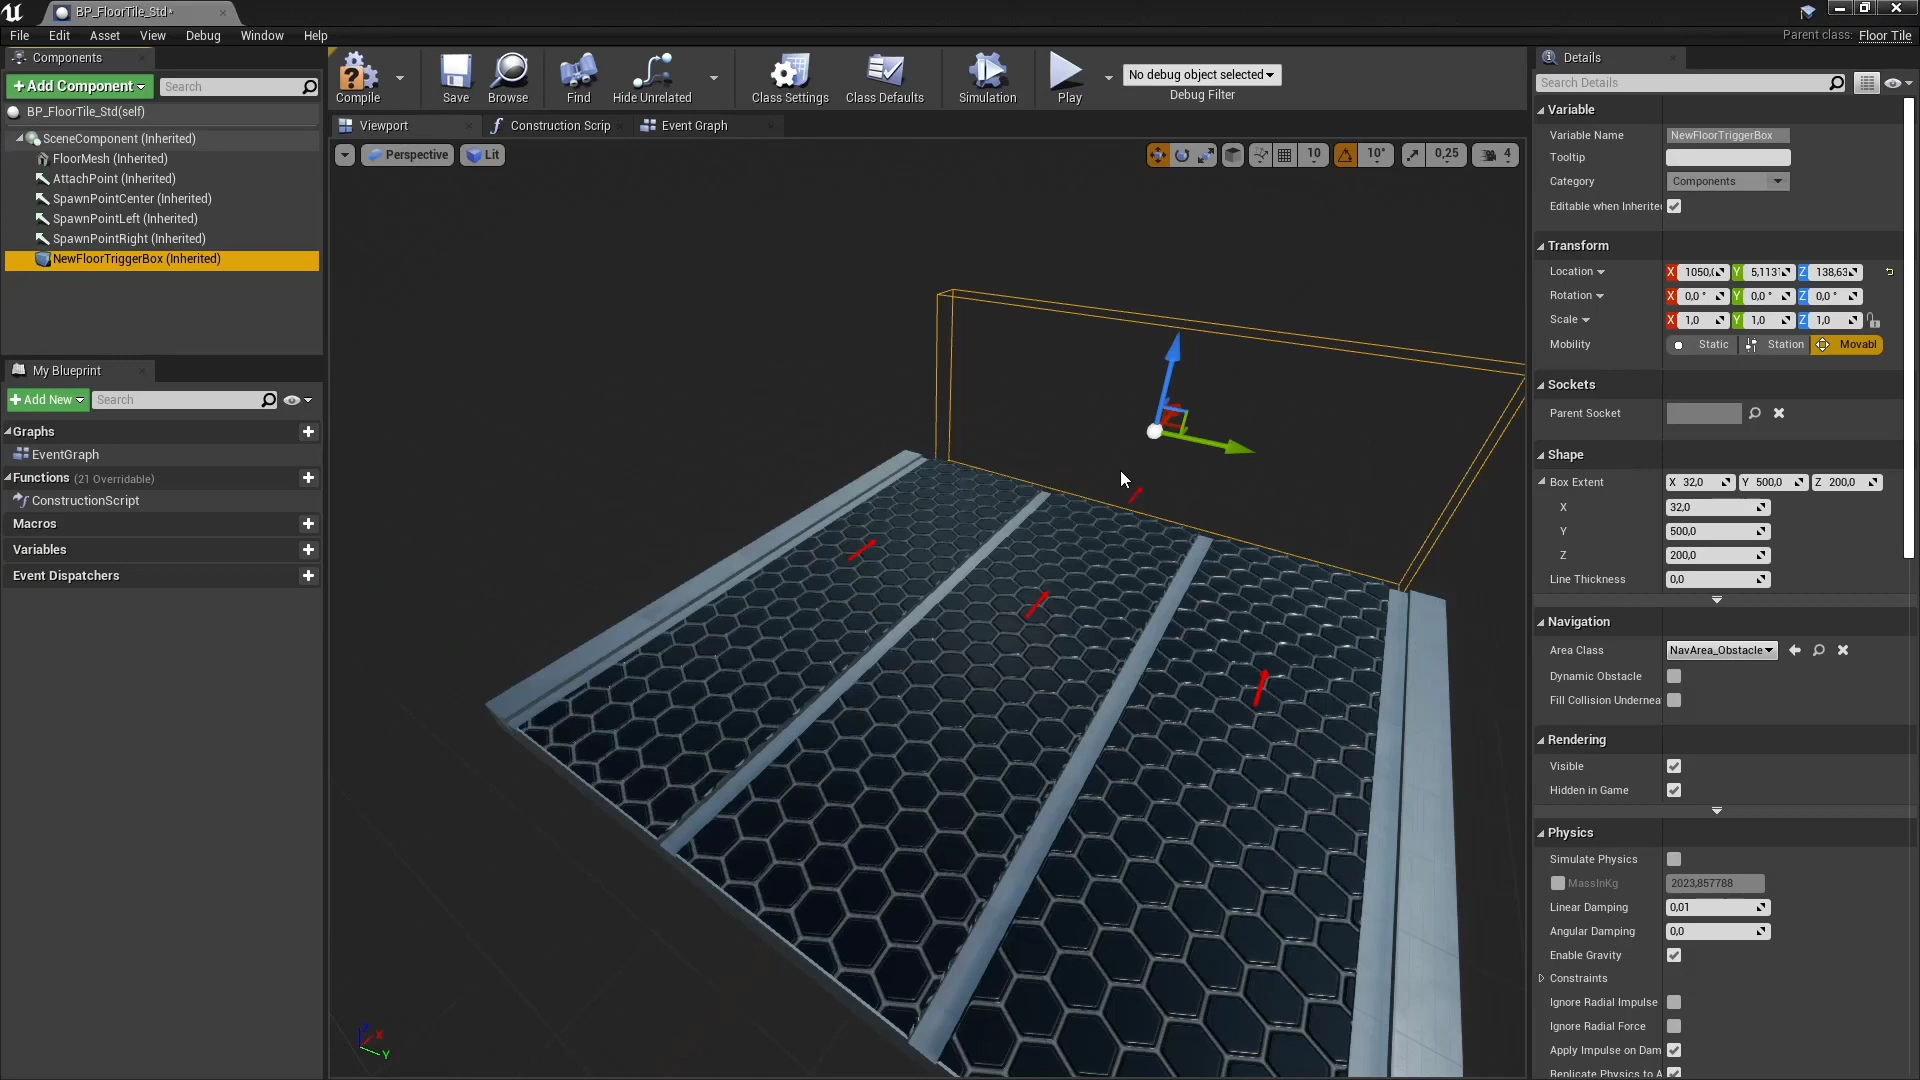 BP_FloorTile_Std*
File Edit Asset View Debug Window Help
Parent class: Floor Tile
Components
+Add Component
Search
BP_FloorTile_Std(self)
SceneComponent (Inherited)
FloorMesh (Inherited)
AttachPoint (Inherited)
SpawnPointCenter (Inherited)
SpawnPointLeft (Inherited)
SpawnPointRight (Inherited)
NewFloorTriggerBox (Inherited)
My Blueprint
+Add New
Search
Graphs
EventGraph
Functions (21 Overridable)
ConstructionScript
Macros
Variables
Event Dispatchers
Compile
Save
Browse
Find
Hide Unrelated
Class Settings
Class Defaults
Simulation
Play
No debug object selected
Debug Filter
Viewport
Construction Scrip
Event Graph
Perspective
Lit
10
10°
0,25
4
Z X Y
Details
Search Details
Variable
Variable Name NewFloorTriggerBox
Tooltip
Category Components
Editable when Inherited
Transform
Location X 1050,( Y 5,113 Z 138,63
Rotation X 0,0 ° Y 0,0 ° Z 0,0 °
Scale X 1,0 Y 1,0 Z 1,0
Mobility Static Station Movabl
Sockets
Parent Socket
Shape
Box Extent X 32,0 Y 500,0 Z 200,0
X 32,0
Y 500,0
Z 200,0
Line Thickness 0,0
Navigation
Area Class NavArea_Obstacle
Dynamic Obstacle
Fill Collision Undernea
Rendering
Visible
Hidden in Game
Physics
Simulate Physics
MassInKg 2023,857788
Linear Damping 0,01
Angular Damping 0,0
Enable Gravity
Constraints
Ignore Radial Impulse
Ignore Radial Force
Apply Impulse on Dam
Replicate Physics to A